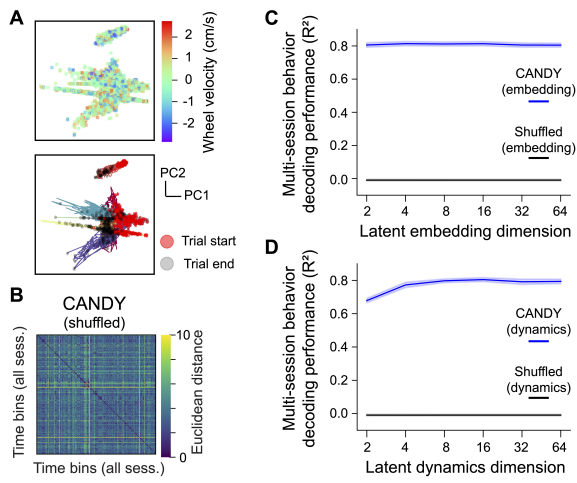 A
2
1
0
-1
-2
Wheel velocity (cm/s)
PC2
PC1
Trial start
Trial end
B
CANDY
(shuffled)
Time bins (all sess.)
Time bins (all sess.)
10
0
Euclidean distance
C
Multi-session behavior
decoding performance (R²)
0.8
0.6
0.4
0.2
0.0
CANDY
(embedding)
Shuffled
(embedding)
2 4 8 16 32 64
Latent embedding dimension
D
Multi-session behavior
decoding performance (R²)
0.8
0.6
0.4
0.2
0.0
CANDY
(dynamics)
Shuffled
(dynamics)
2 4 8 16 32 64
Latent dynamics dimension